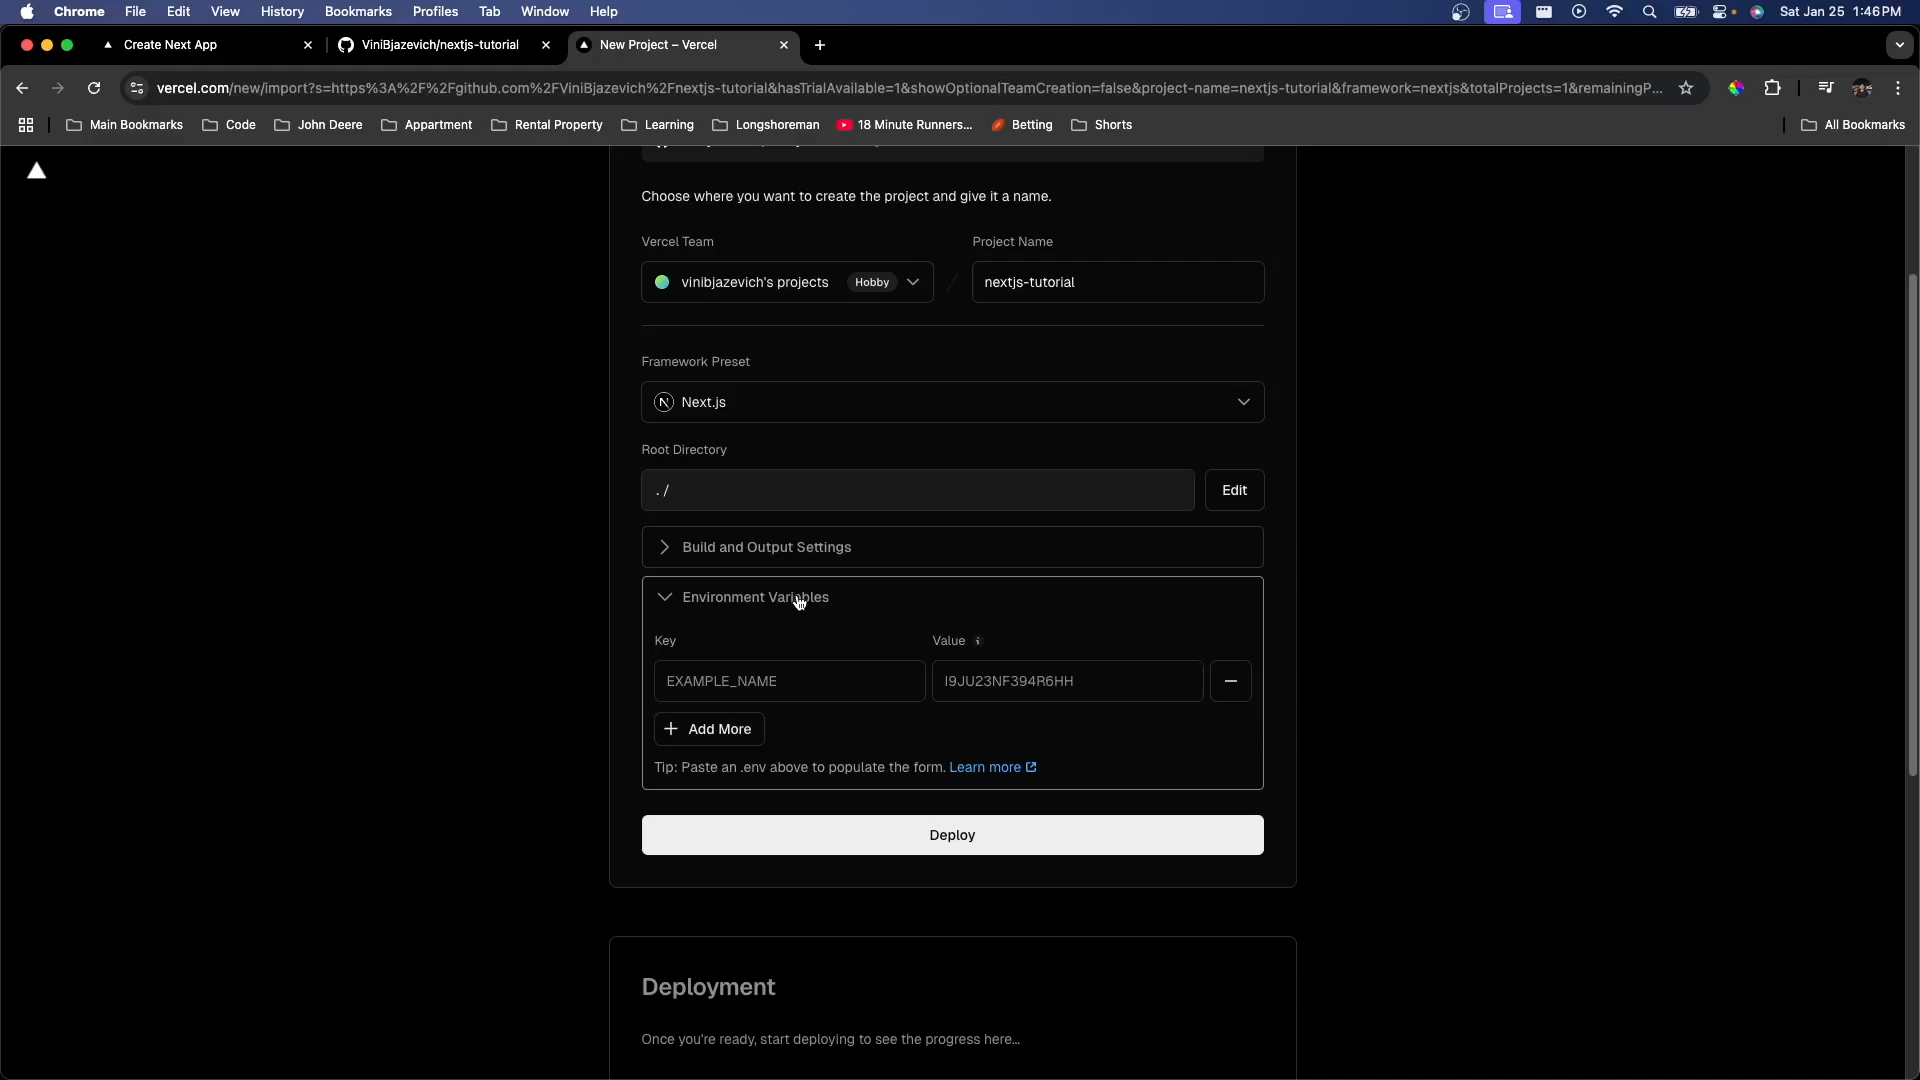 Chrome File Edit View History Bookmarks Profiles Tab Window Help Sat Jan 25 1:46 PM
Create Next App ViniBjazevich/nextjs-tutorial New Project – Vercel
vercel.com/new/import?s=https%3A%2F%2Fgithub.com%2FViniBjazevich%2Fnextjs-tutorial&hasTrialAvailable=1&showOptionalTeamCreation=false&project-name=nextjs-tutorial&framework=nextjs&totalProjects=1&remainingP...
Main Bookmarks Code John Deere Appartment Rental Property Learning Longshoreman 18 Minute Runners... Betting Shorts All Bookmarks
Choose where you want to create the project and give it a name.
Vercel Team Project Name
vinibjazevich's projects Hobby / nextjs-tutorial
Framework Preset
Next.js
Root Directory
./ Edit
Build and Output Settings
Environment Variables
Key Value
EXAMPLE_NAME I9JU23NF394R6HH
Add More
Tip: Paste an .env above to populate the form. Learn more
Deploy
Deployment
Once you're ready, start deploying to see the progress here...